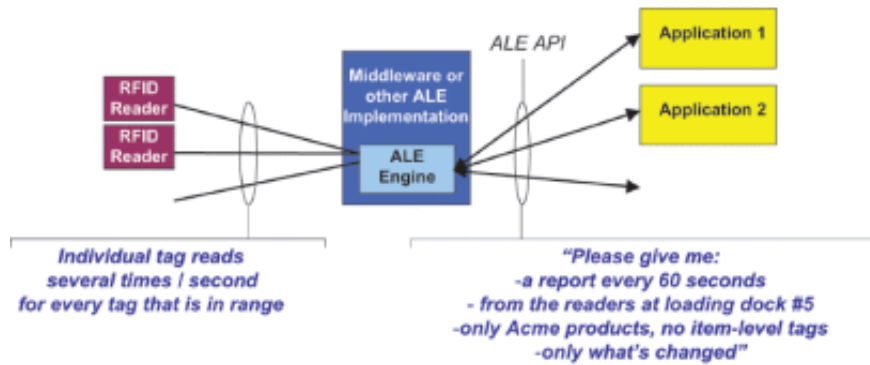 ALE API
Application 1
Middleware or
other ALE
Implementation
RFID
Reader
RFID
Reader
Application 2
ALE
Engine
Individual tag reads
several times / second
for every tag that is in range
“Please give me:
-a report every 60 seconds
- from the readers at loading dock #5
-only Acme products, no item-level tags
-only what's changed”